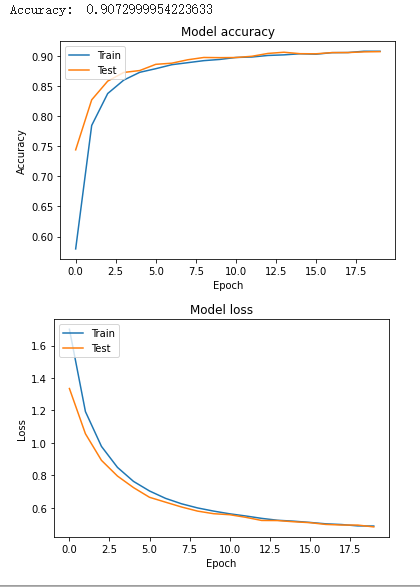 Accuracy: 0.9072999954223633
Model accuracy
Train
Test
0.90
0.85
0.80
0.75
0.70
0.65
0.60
Accuracy
0.0 2.5 5.0 7.5 10.0 12.5 15.0 17.5
Epoch
Model loss
Train
Test
1.6
1.4
1.2
1.0
0.8
0.6
Loss
0.0 2.5 5.0 7.5 10.0 12.5 15.0 17.5
Epoch